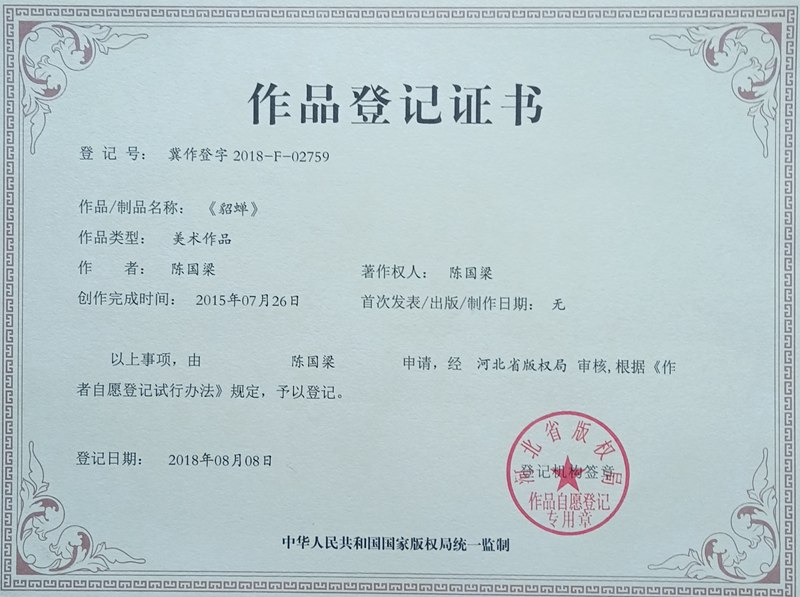 作品登记证书
登 记 号： 冀作登字 2018-F-02759
作品/制品名称： 《貂蝉》
作品类型： 美术作品
作 者： 陈国梁 著作权人： 陈国梁
创作完成时间： 2015年07月26日 首次发表/出版/制作日期： 无
以上事项，由 陈国梁 申请，经 河北省版权局 审核,根据《作
者自愿登记试行办法》规定，予以登记。
登记日期： 2018年08月08日
登记机构签章
河北省版权局
作品自愿登记
专用章
中华人民共和国国家版权局统一监制